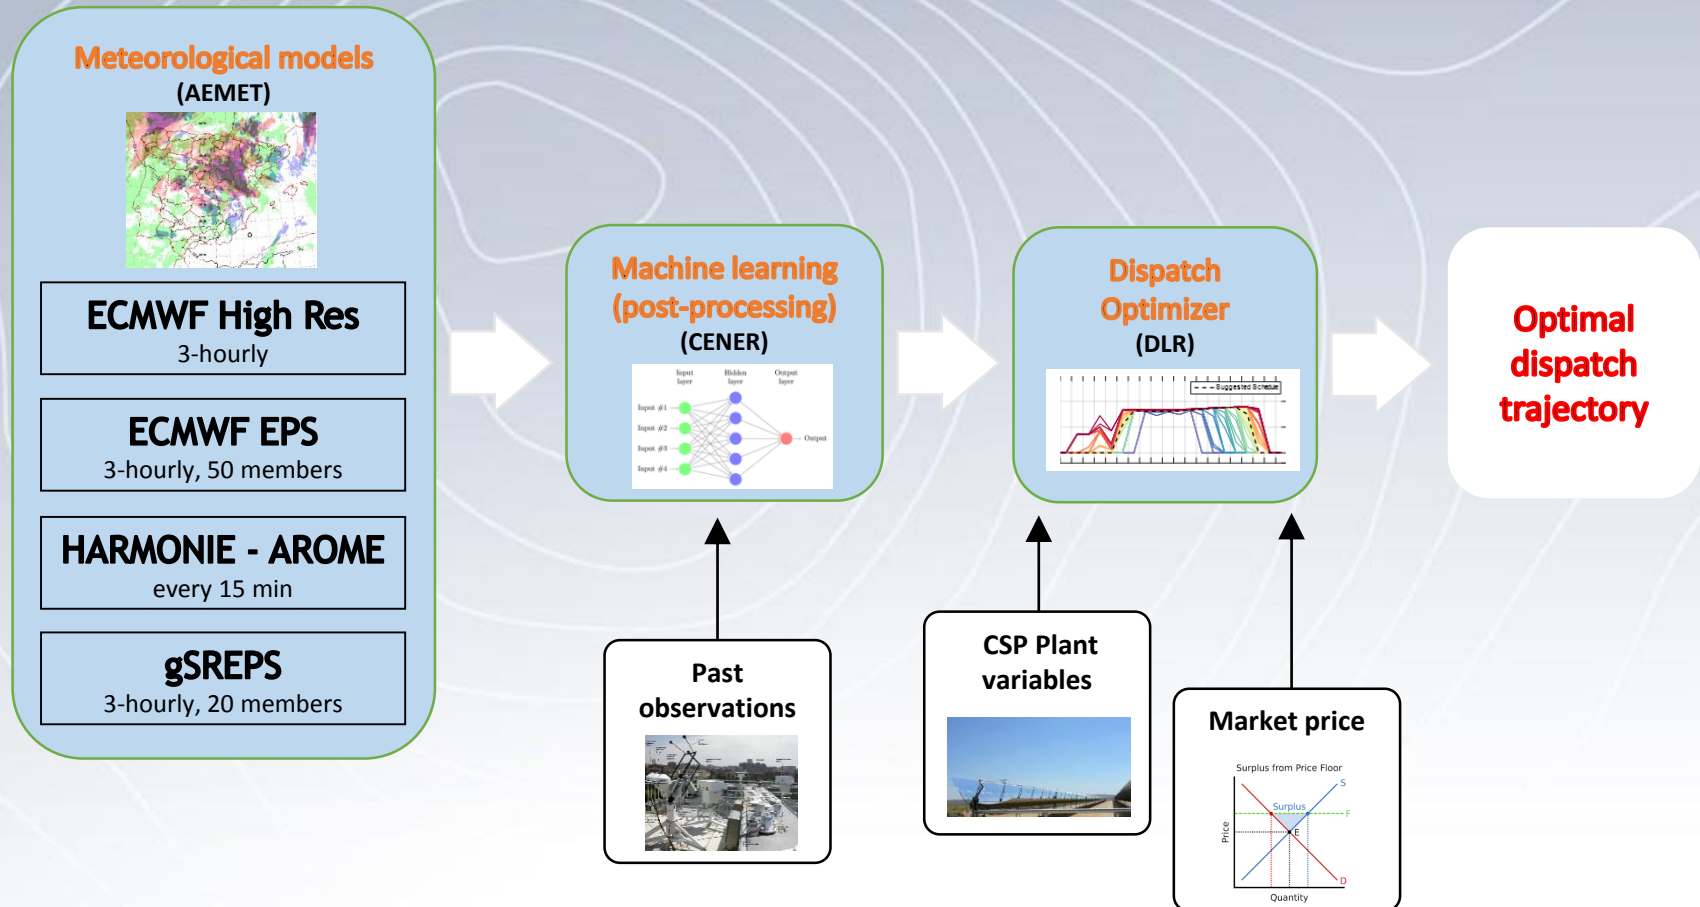 Meteorological models
(AEMET)
ECMWF High Res
3-hourly
ECMWF EPS
3-hourly, 50 members
HARMONIE - AROME
every 15 min
gSREPS
3-hourly, 20 members
Machine learning
(post-processing)
(CENER)
Input
layer
Hidden
layer
Output
layer
Input #1
Input #2
Input #3
Input #4
Output
Past
observations
Dispatch
Optimizer
(DLR)
Suggested Schedule
CSP Plant
variables
Market price
Surplus from Price Floor
S
Surplus
F
E
D
Price
Quantity
Optimal
dispatch
trajectory